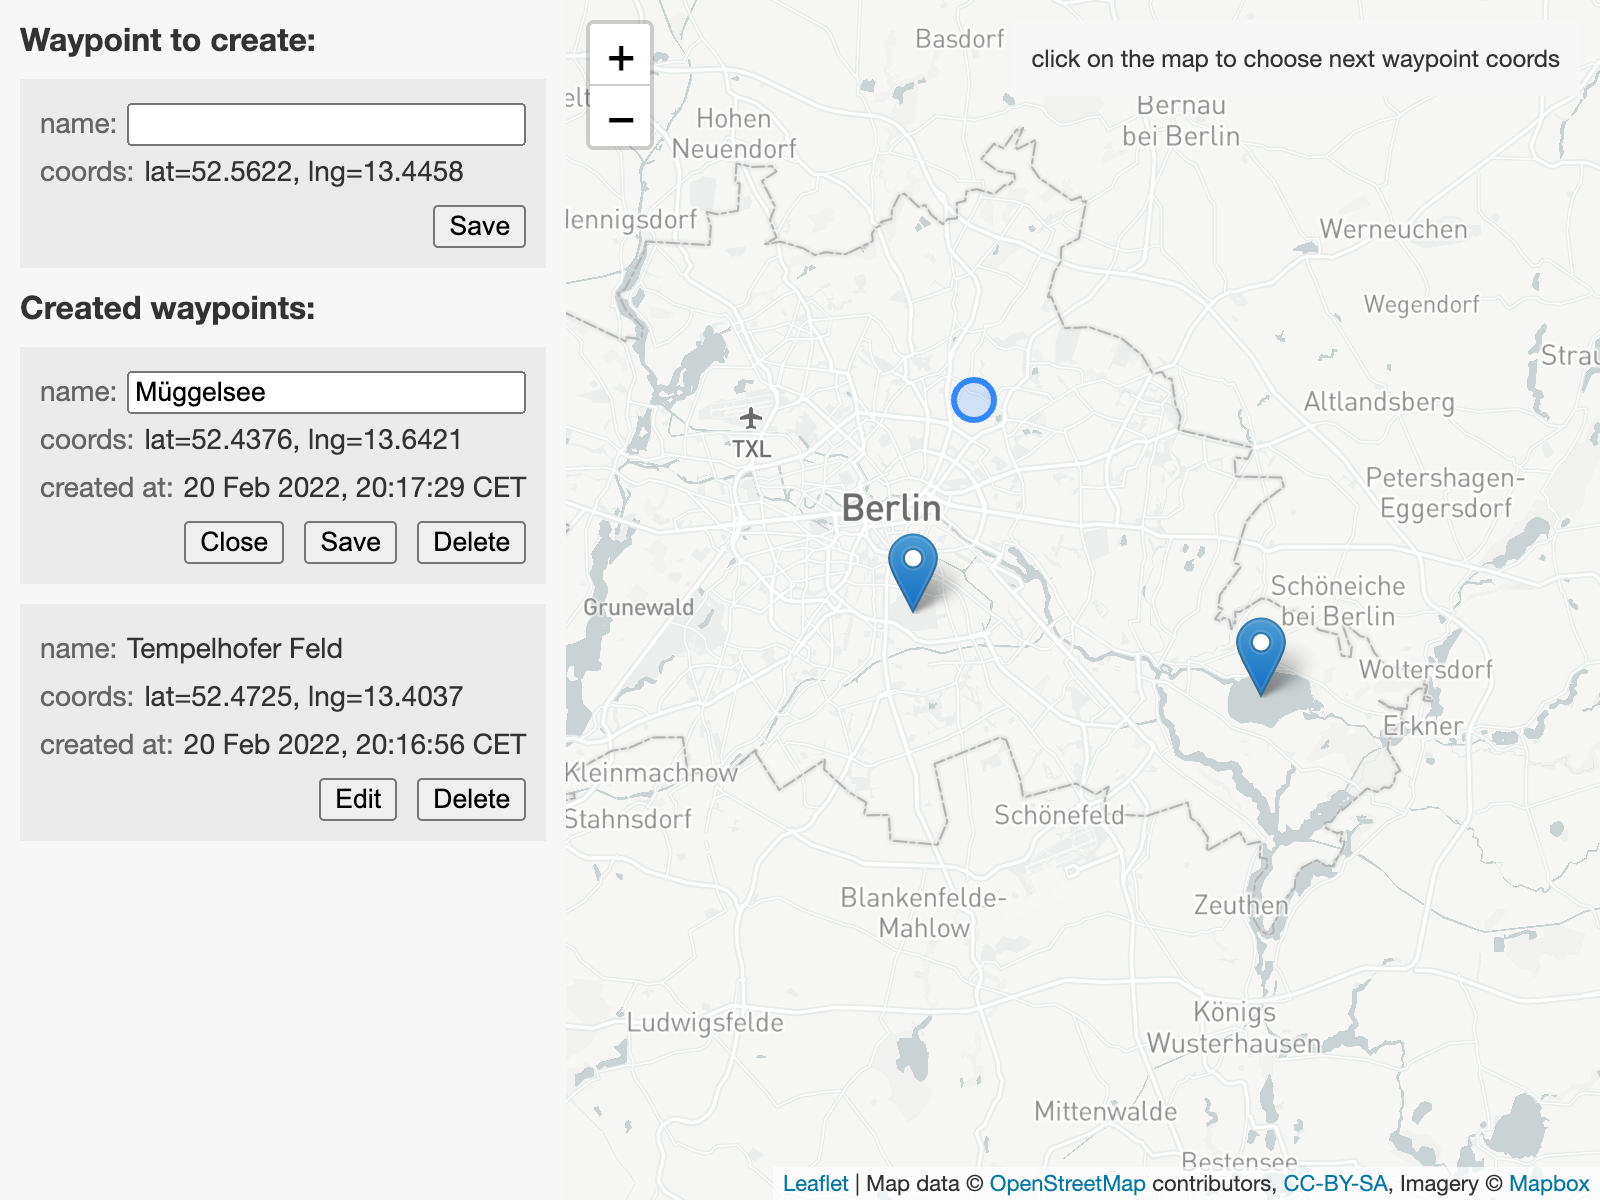 Waypoint to create:
name:
coords: lat=52.5622, lng=13.4458
Save
Created waypoints:
name: Müggelsee
coords: lat=52.4376, lng=13.6421
created at: 20 Feb 2022, 20:17:29 CET
Close Save Delete
name: Tempelhofer Feld
coords: lat=52.4725, lng=13.4037
created at: 20 Feb 2022, 20:16:56 CET
Edit Delete
+
−
click on the map to choose next waypoint coords
Basdorf
elt
Hohen
Neuendorf
Bernau
bei Berlin
Hennigsdorf
Werneuchen
Wegendorf
Strau
Altlandsberg
TXL
Petershagen-
Eggersdorf
Berlin
Schöneiche
bei Berlin
Grunewald
Woltersdorf
Erkner
Kleinmachnow
Stahnsdorf
Schönefeld
Blankenfelde-
Mahlow
Zeuthen
Ludwigsfelde
Königs
Wusterhausen
Mittenwalde
Bestensee
Leaflet | Map data © OpenStreetMap contributors, CC-BY-SA, Imagery © Mapbox